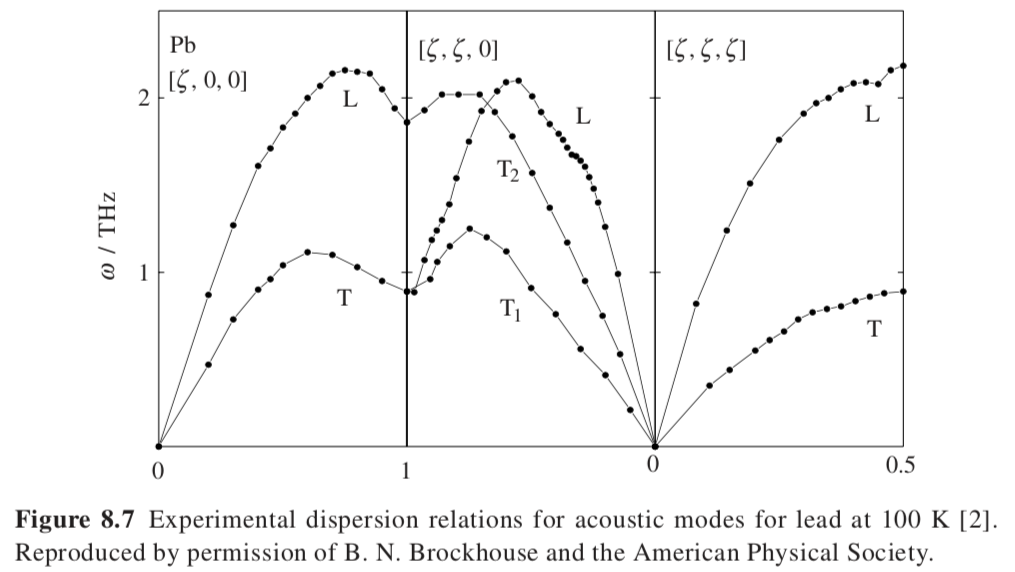 Pb
[ζ, 0, 0]
[ζ, ζ, 0]
[ζ, ζ, ζ]
2
L
L
L
T₂
ω / THz
1
T
T₁
T
0
1
0
0.5
Figure 8.7 Experimental dispersion relations for acoustic modes for lead at 100 K [2].
Reproduced by permission of B. N. Brockhouse and the American Physical Society.